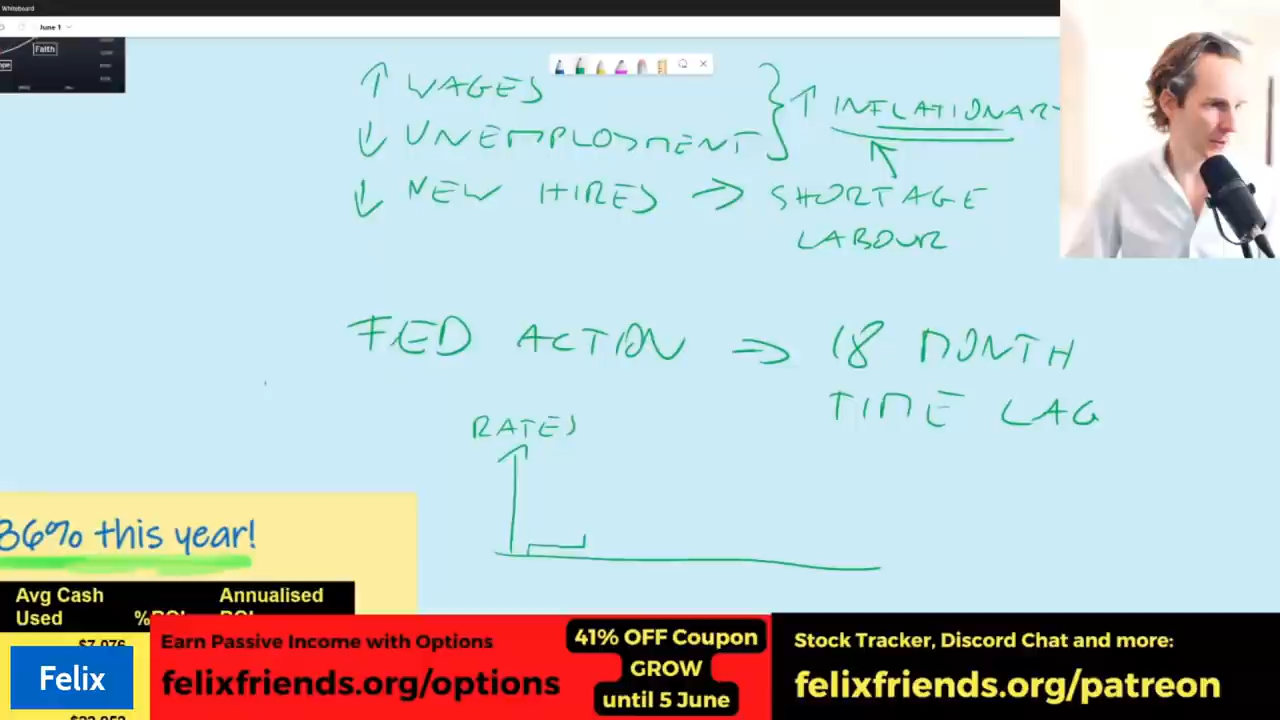 Whiteboard
June 1
Faith
↑ WAGES
↓ UNEMPLOYMENT
↑ INFLATIONARY
↓ NEW HIRES → SHORTAGE
LABOUR
FED ACTION ⇒ 18 MONTH
TIME LAG
RATES
36% this year!
Avg Cash
Used
Annualised
Earn Passive Income with Options
felixfriends.org/options
41% OFF Coupon
GROW
until 5 June
Stock Tracker, Discord Chat and more:
felixfriends.org/patreon
Felix